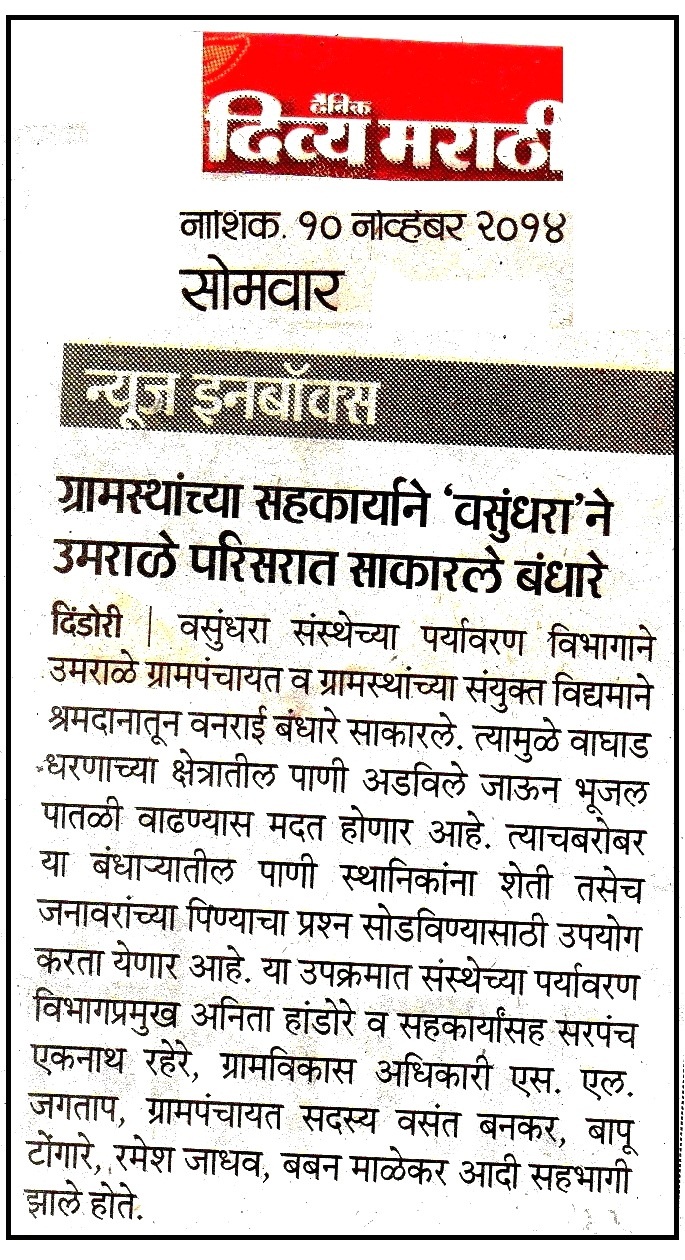 दैनिक
दिव्य मराठी
नाशिक. १० नोव्हेंबर २०१४
सोमवार
न्यूज इनबॉक्स
ग्रामस्थांच्या सहकार्याने ‘वसुंधरा’ने
उमराळे परिसरात साकारले बंधारे
दिंडोरी | वसुंधरा संस्थेच्या पर्यावरण विभागाने
उमराळे ग्रामपंचायत व ग्रामस्थांच्या संयुक्त विद्यमाने
श्रमदानातून वनराई बंधारे साकारले. त्यामुळे वाघाड
धरणाच्या क्षेत्रातील पाणी अडविले जाऊन भूजल
पातळी वाढण्यास मदत होणार आहे. त्याचबरोबर
या बंधाऱ्यातील पाणी स्थानिकांना शेती तसेच
जनावरांच्या पिण्याचा प्रश्न सोडविण्यासाठी उपयोग
करता येणार आहे. या उपक्रमात संस्थेच्या पर्यावरण
विभागप्रमुख अनिता हांडोरे व सहकार्यांसह सरपंच
एकनाथ रहेरे, ग्रामविकास अधिकारी एस. एल.
जगताप, ग्रामपंचायत सदस्य वसंत बनकर, बापू
टोंगारे, रमेश जाधव, बबन माळेकर आदी सहभागी
झाले होते.